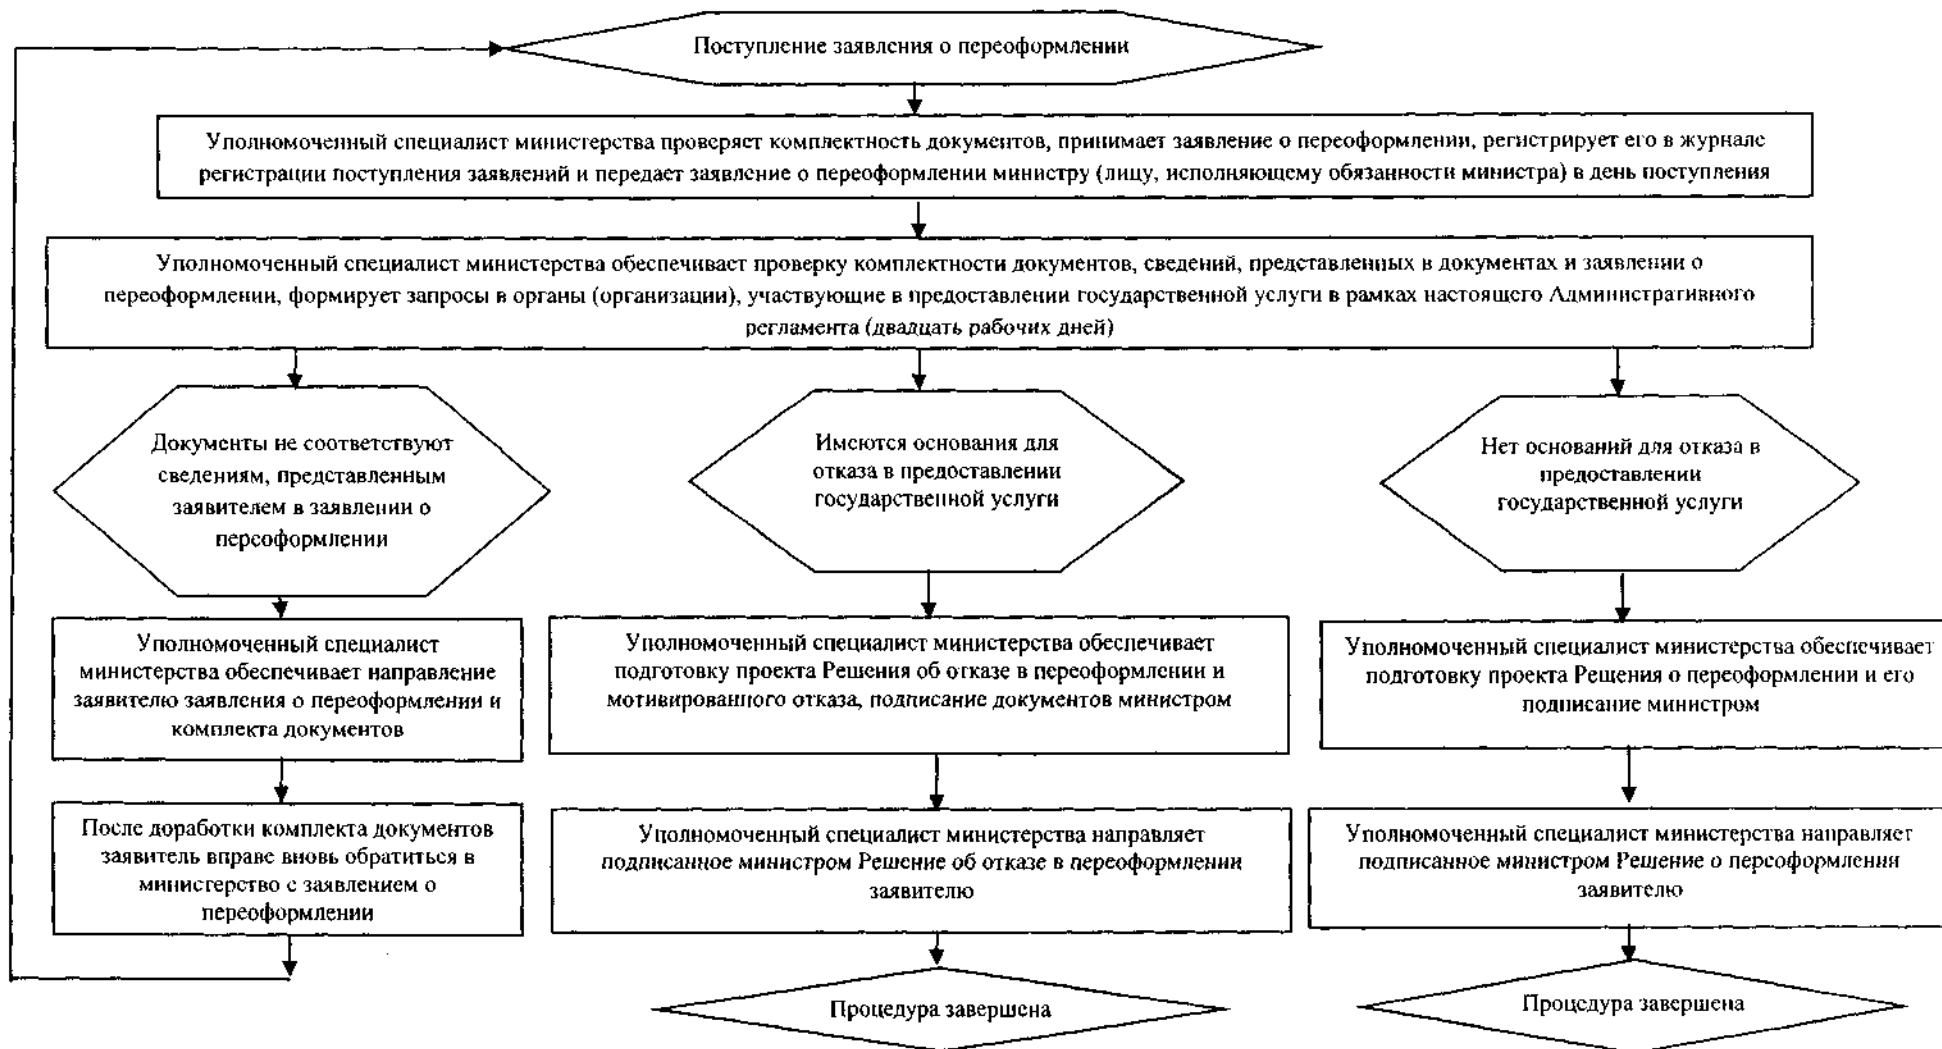 Поступление заявления о переоформлении
Уполномоченный специалист министерства проверяет комплектность документов, принимает заявление о переоформлении, регистрирует его в журнале
регистрации поступления заявлений и передает заявление о переоформлении министру (лицу, исполняющему обязанности министра) в день поступления
Уполномоченный специалист министерства обеспечивает проверку комплектности документов, сведений, представленных в документах и заявлении о
переоформлении, формирует запросы в органы (организации), участвующие в предоставлении государственной услуги в рамках настоящего Административного
регламента (двадцать рабочих дней)
Документы не соответствуют
сведениям, представленным
заявителем в заявлении о
переоформлении
Имеются основания для
отказа в предоставлении
государственной услуги
Нет оснований для отказа в
предоставлении
государственной услуги
Уполномоченный специалист
министерства обеспечивает направление
заявителю заявления о переоформлении и
комплекта документов
Уполномоченный специалист министерства обеспечивает
подготовку проекта Решения об отказе в переоформлении и
мотивированного отказа, подписание документов министром
Уполномоченный специалист министерства обеспечивает
подготовку проекта Решения о переоформлении и его
подписание министром
После доработки комплекта документов
заявитель вправе вновь обратиться в
министерство с заявлением о
переоформлении
Уполномоченный специалист министерства направляет
подписанное министром Решение об отказе в переоформлении
заявителю
Уполномоченный специалист министерства направляет
подписанное министром Решение о переоформлении
заявителю
Процедура завершена
Процедура завершена